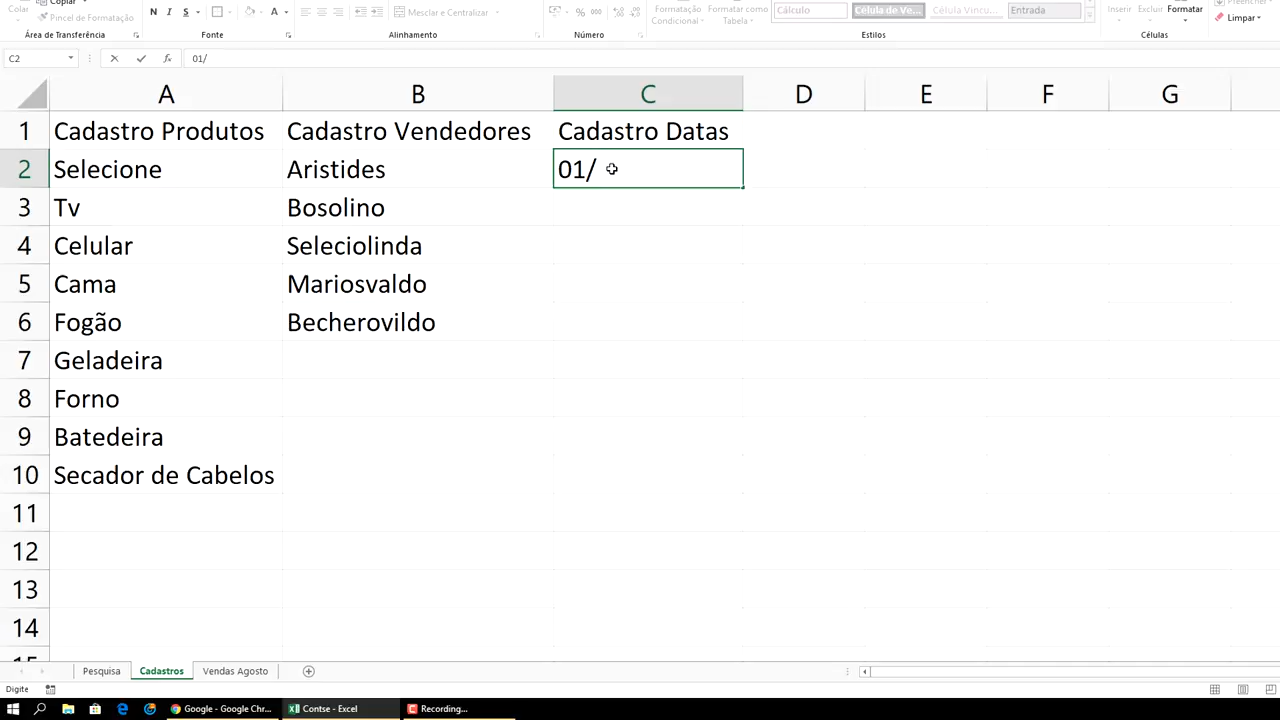 Colar
Copiar
Pincel de Formatação
Área de Transferência
N I S
Fonte
Mesclar e Centralizar
Alinhamento
% 000
Número
Formatação Condicional
Formatar como Tabela
Cálculo
Célula de Ve...
Célula Vincu...
Entrada
Estilos
Inserir Excluir Formatar
Células
Preencher
Limpar
C2
fx
01/
A B C D E F G
1 Cadastro Produtos Cadastro Vendedores Cadastro Datas
2 Selecione Aristides 01/
3 Tv Bosolino
4 Celular Seleciolinda
5 Cama Mariosvaldo
6 Fogão Becherovildo
7 Geladeira
8 Forno
9 Batedeira
10 Secador de Cabelos
11
12
13
14
15
Pesquisa Cadastros Vendas Agosto
Digite
Google - Google Chr... Contse - Excel Recording...